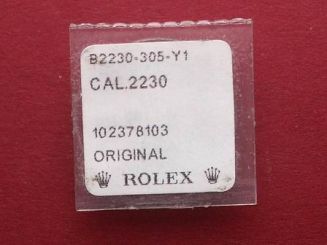 B2230-305-Y1
CAL.2230
102378103
ORIGINAL
ROLEX